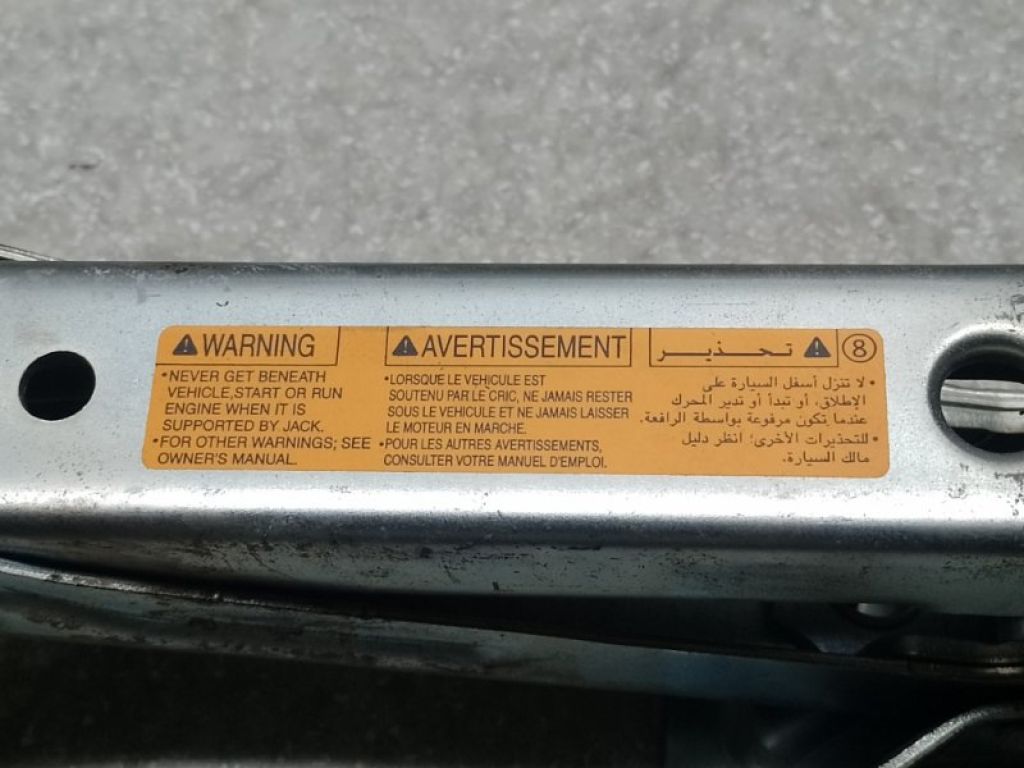 WARNING
•NEVER GET BENEATH
VEHICLE,START OR RUN
ENGINE WHEN IT IS
SUPPORTED BY JACK.
•FOR OTHER WARNINGS; SEE
OWNER'S MANUAL.
AVERTISSEMENT
•LORSQUE LE VEHICULE EST
SOUTENU PAR LE CRIC, NE JAMAIS RESTER
SOUS LE VEHICULE ET NE JAMAIS LAISSER
LE MOTEUR EN MARCHE.
•POUR LES AUTRES AVERTISSEMENTS,
CONSULTER VOTRE MANUEL D'EMPLOI.
تحذير
8
• لا تنزل أسفل السيارة على
الإطلاق، أو تبدأ أو تدير المحرك
عندما تكون مرفوعة بواسطة الرافعة.
• للتحذيرات الأخرى؛ انظر دليل
مالك السيارة.